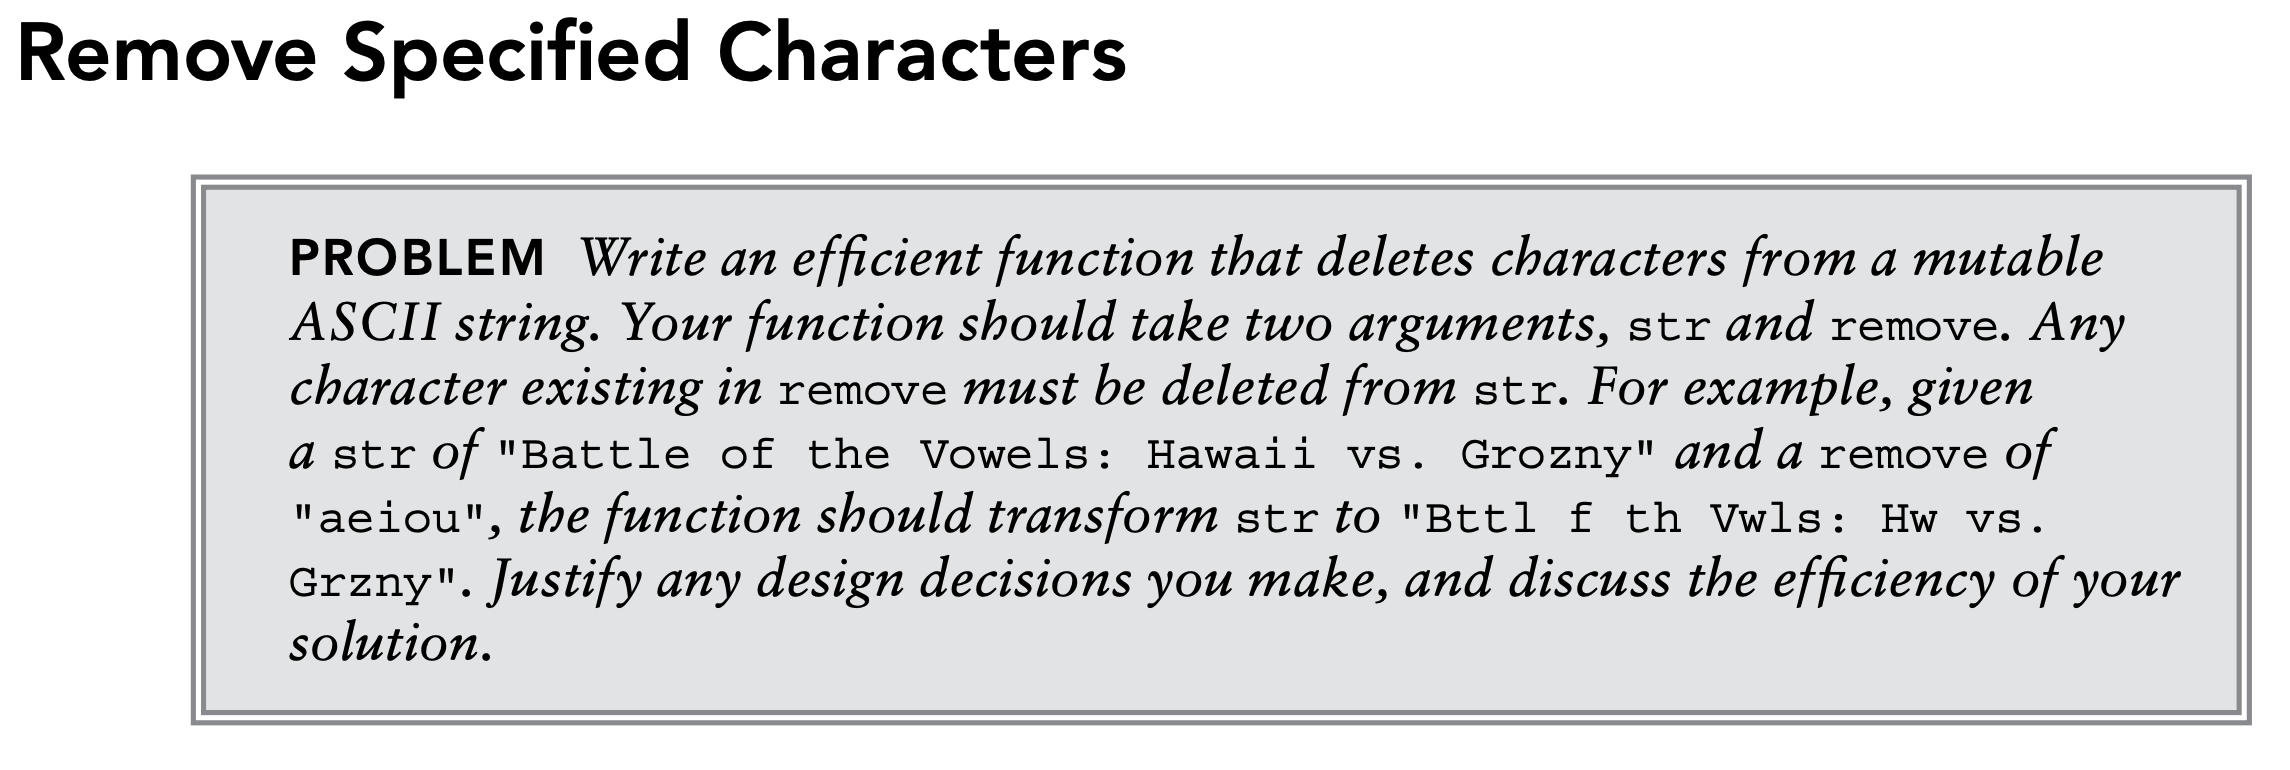 Remove Specified Characters
PROBLEM Write an efficient function that deletes characters from a mutable
ASCII string. Your function should take two arguments, str and remove. Any
character existing in remove must be deleted from str. For example, given
a str of "Battle of the Vowels: Hawaii vs. Grozny" and a remove of
"aeiou", the function should transform str to "Bttl f th Vwls: Hw vs.
Grzny". Justify any design decisions you make, and discuss the efficiency of your
solution.